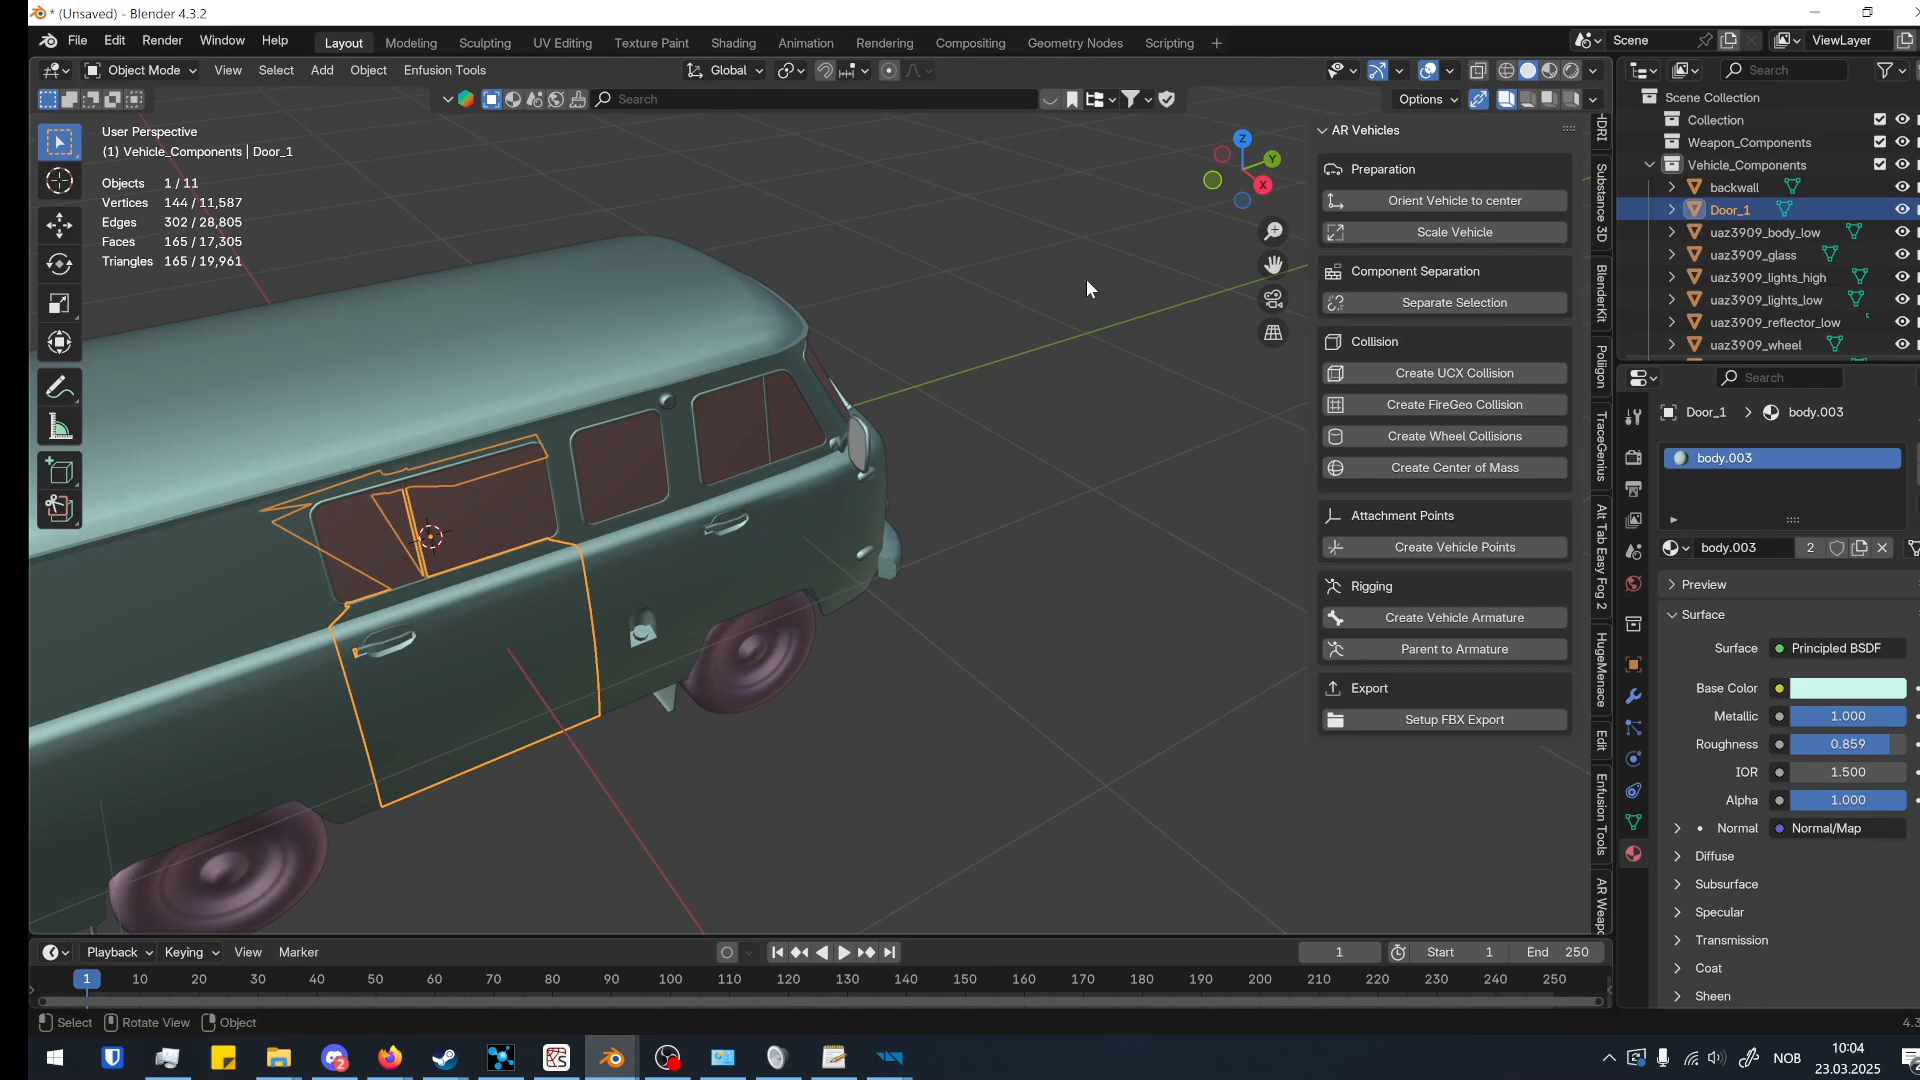 * (Unsaved) - Blender 4.3.2
File Edit Render Window Help Layout Modeling Sculpting UV Editing Texture Paint Shading Animation Rendering Compositing Geometry Nodes Scripting + Scene ViewLayer
Object Mode View Select Add Object Enfusion Tools Global Search
Search Options
User Perspective
(1) Vehicle_Components | Door_1
Objects 1 / 11
Vertices 144 / 11,587
Edges 302 / 28,805
Faces 165 / 17,305
Triangles 165 / 19,961
Z
Y
X
AR Vehicles
Preparation
Orient Vehicle to center
Scale Vehicle
Component Separation
Separate Selection
Collision
Create UCX Collision
Create FireGeo Collision
Create Wheel Collisions
Create Center of Mass
Attachment Points
Create Vehicle Points
Rigging
Create Vehicle Armature
Parent to Armature
Export
Setup FBX Export
HDRI
Substance 3D
BlenderKit
Poliigon
TraceGenius
Alt Tab Easy Fog 2
HugeMenace
Edit
Enfusion Tools
AR Weapo
Scene Collection
Collection
Weapon_Components
Vehicle_Components
backwall
Door_1
uaz3909_body_low
uaz3909_glass
uaz3909_lights_high
uaz3909_lights_low
uaz3909_reflector_low
uaz3909_wheel
Search
Door_1 > body.003
body.003
body.003 2
Preview
Surface
Surface Principled BSDF
Base Color
Metallic 1.000
Roughness 0.859
IOR 1.500
Alpha 1.000
Normal Normal/Map
Diffuse
Subsurface
Specular
Transmission
Coat
Sheen
Playback Keying View Marker 1 Start 1 End 250
1 10 20 30 40 50 60 70 80 90 100 110 120 130 140 150 160 170 180 190 200 210 220 230 240 250
Select Rotate View Object 4.3
2 NOB 10:04
23.03.2025